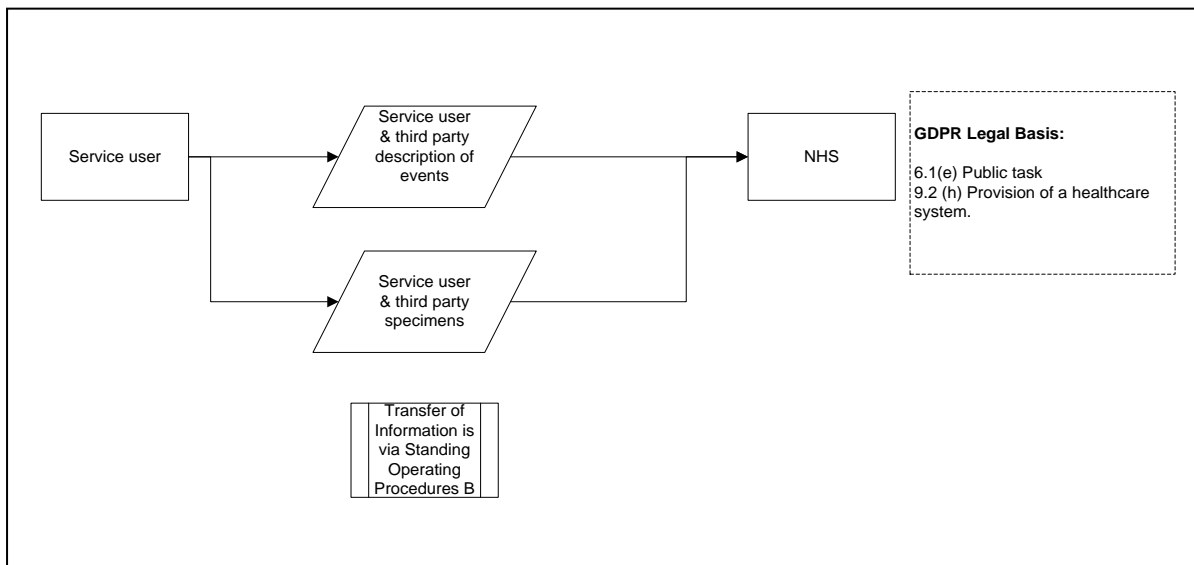 Service user
Service user
& third party
description of
events
NHS
GDPR Legal Basis:
6.1(e) Public task
9.2 (h) Provision of a healthcare
system.
Service user
& third party
specimens
Transfer of
Information is
via Standing
Operating
Procedures B